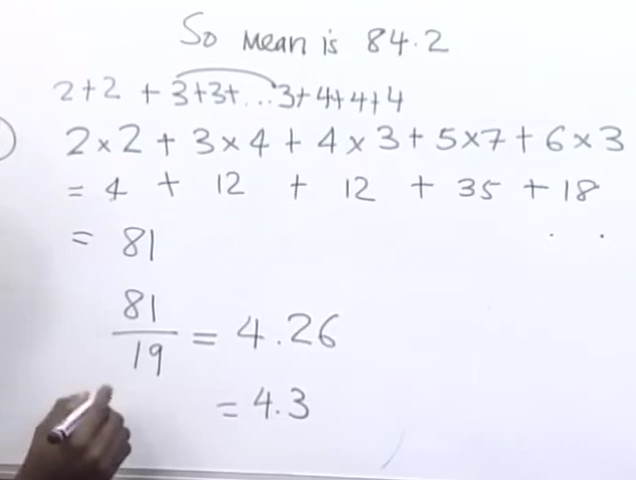 So Mean is 84.2
2+2 + 3+3+...3+4+4+4
2×2 + 3×4 + 4×3 + 5×7 + 6×3
= 4 + 12 + 12 + 35 + 18
= 81
81
19 = 4.26
= 4.3